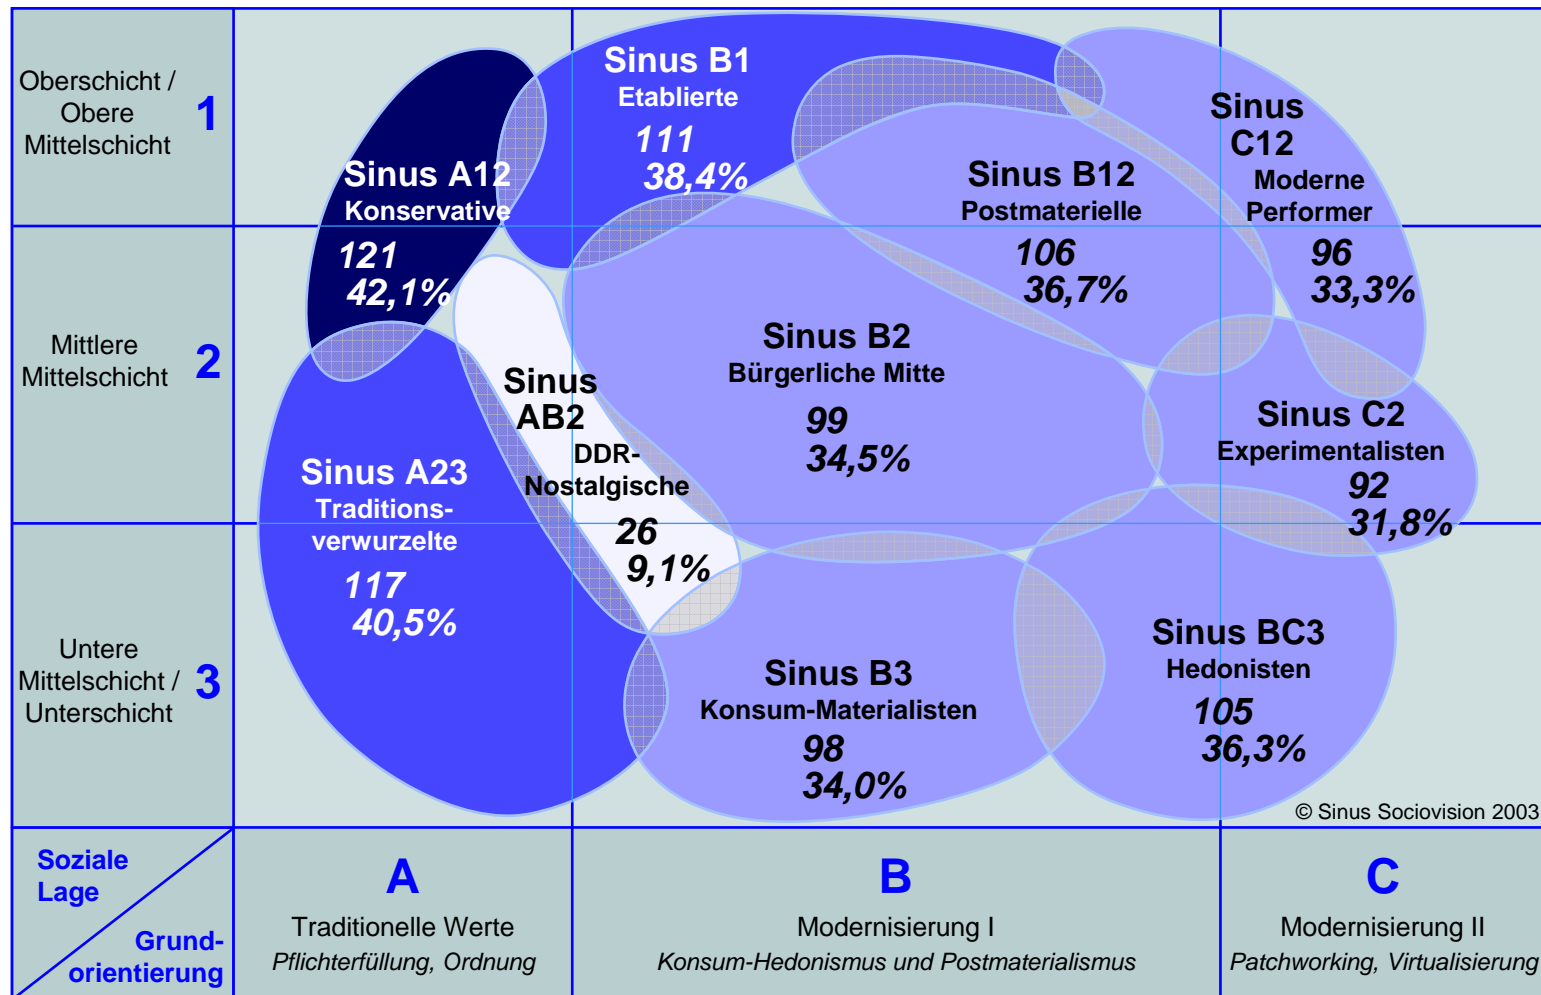 Oberschicht /
Obere
Mittelschicht
1
Mittlere
Mittelschicht
2
Untere
Mittelschicht /
Unterschicht
3
Sinus A12
Konservative
121
42,1%
Sinus B1
Etablierte
111
38,4%
Sinus B12
Postmaterielle
106
36,7%
Sinus
C12
Moderne
Performer
96
33,3%
Sinus A23
Traditions-
verwurzelte
117
40,5%
Sinus
AB2
DDR-
Nostalgische
26
9,1%
Sinus B2
Bürgerliche Mitte
99
34,5%
Sinus C2
Experimentalisten
92
31,8%
Sinus B3
Konsum-Materialisten
98
34,0%
Sinus BC3
Hedonisten
105
36,3%
© Sinus Sociovision 2003
Soziale
Lage
Grund-
orientierung
A
Traditionelle Werte
Pflichterfüllung, Ordnung
B
Modernisierung I
Konsum-Hedonismus und Postmaterialismus
C
Modernisierung II
Patchworking, Virtualisierung